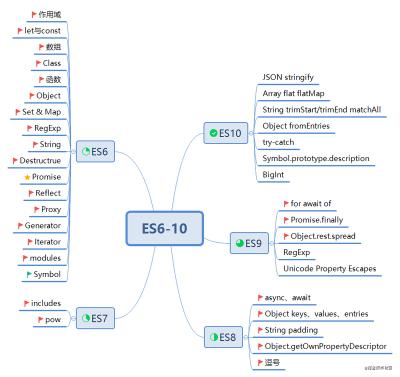 作用域
let与const
数组
Class
函数
Object
Set & Map
RegExp
String
Destructrue
Promise
Reflect
Proxy
Generator
Iterator
modules
Symbol
ES6
includes
pow
ES7
ES6-10
ES10
JSON stringify
Array flat flatMap
String trimStart/trimEnd matchAll
Object fromEntries
try-catch
Symbol.prototype.description
BigInt
ES9
for await of
Promise.finally
Object.rest.spread
RegExp
Unicode Property Escapes
ES8
async、await
Object keys、values、entries
String padding
Object.getOwnPropertyDescriptor
逗号